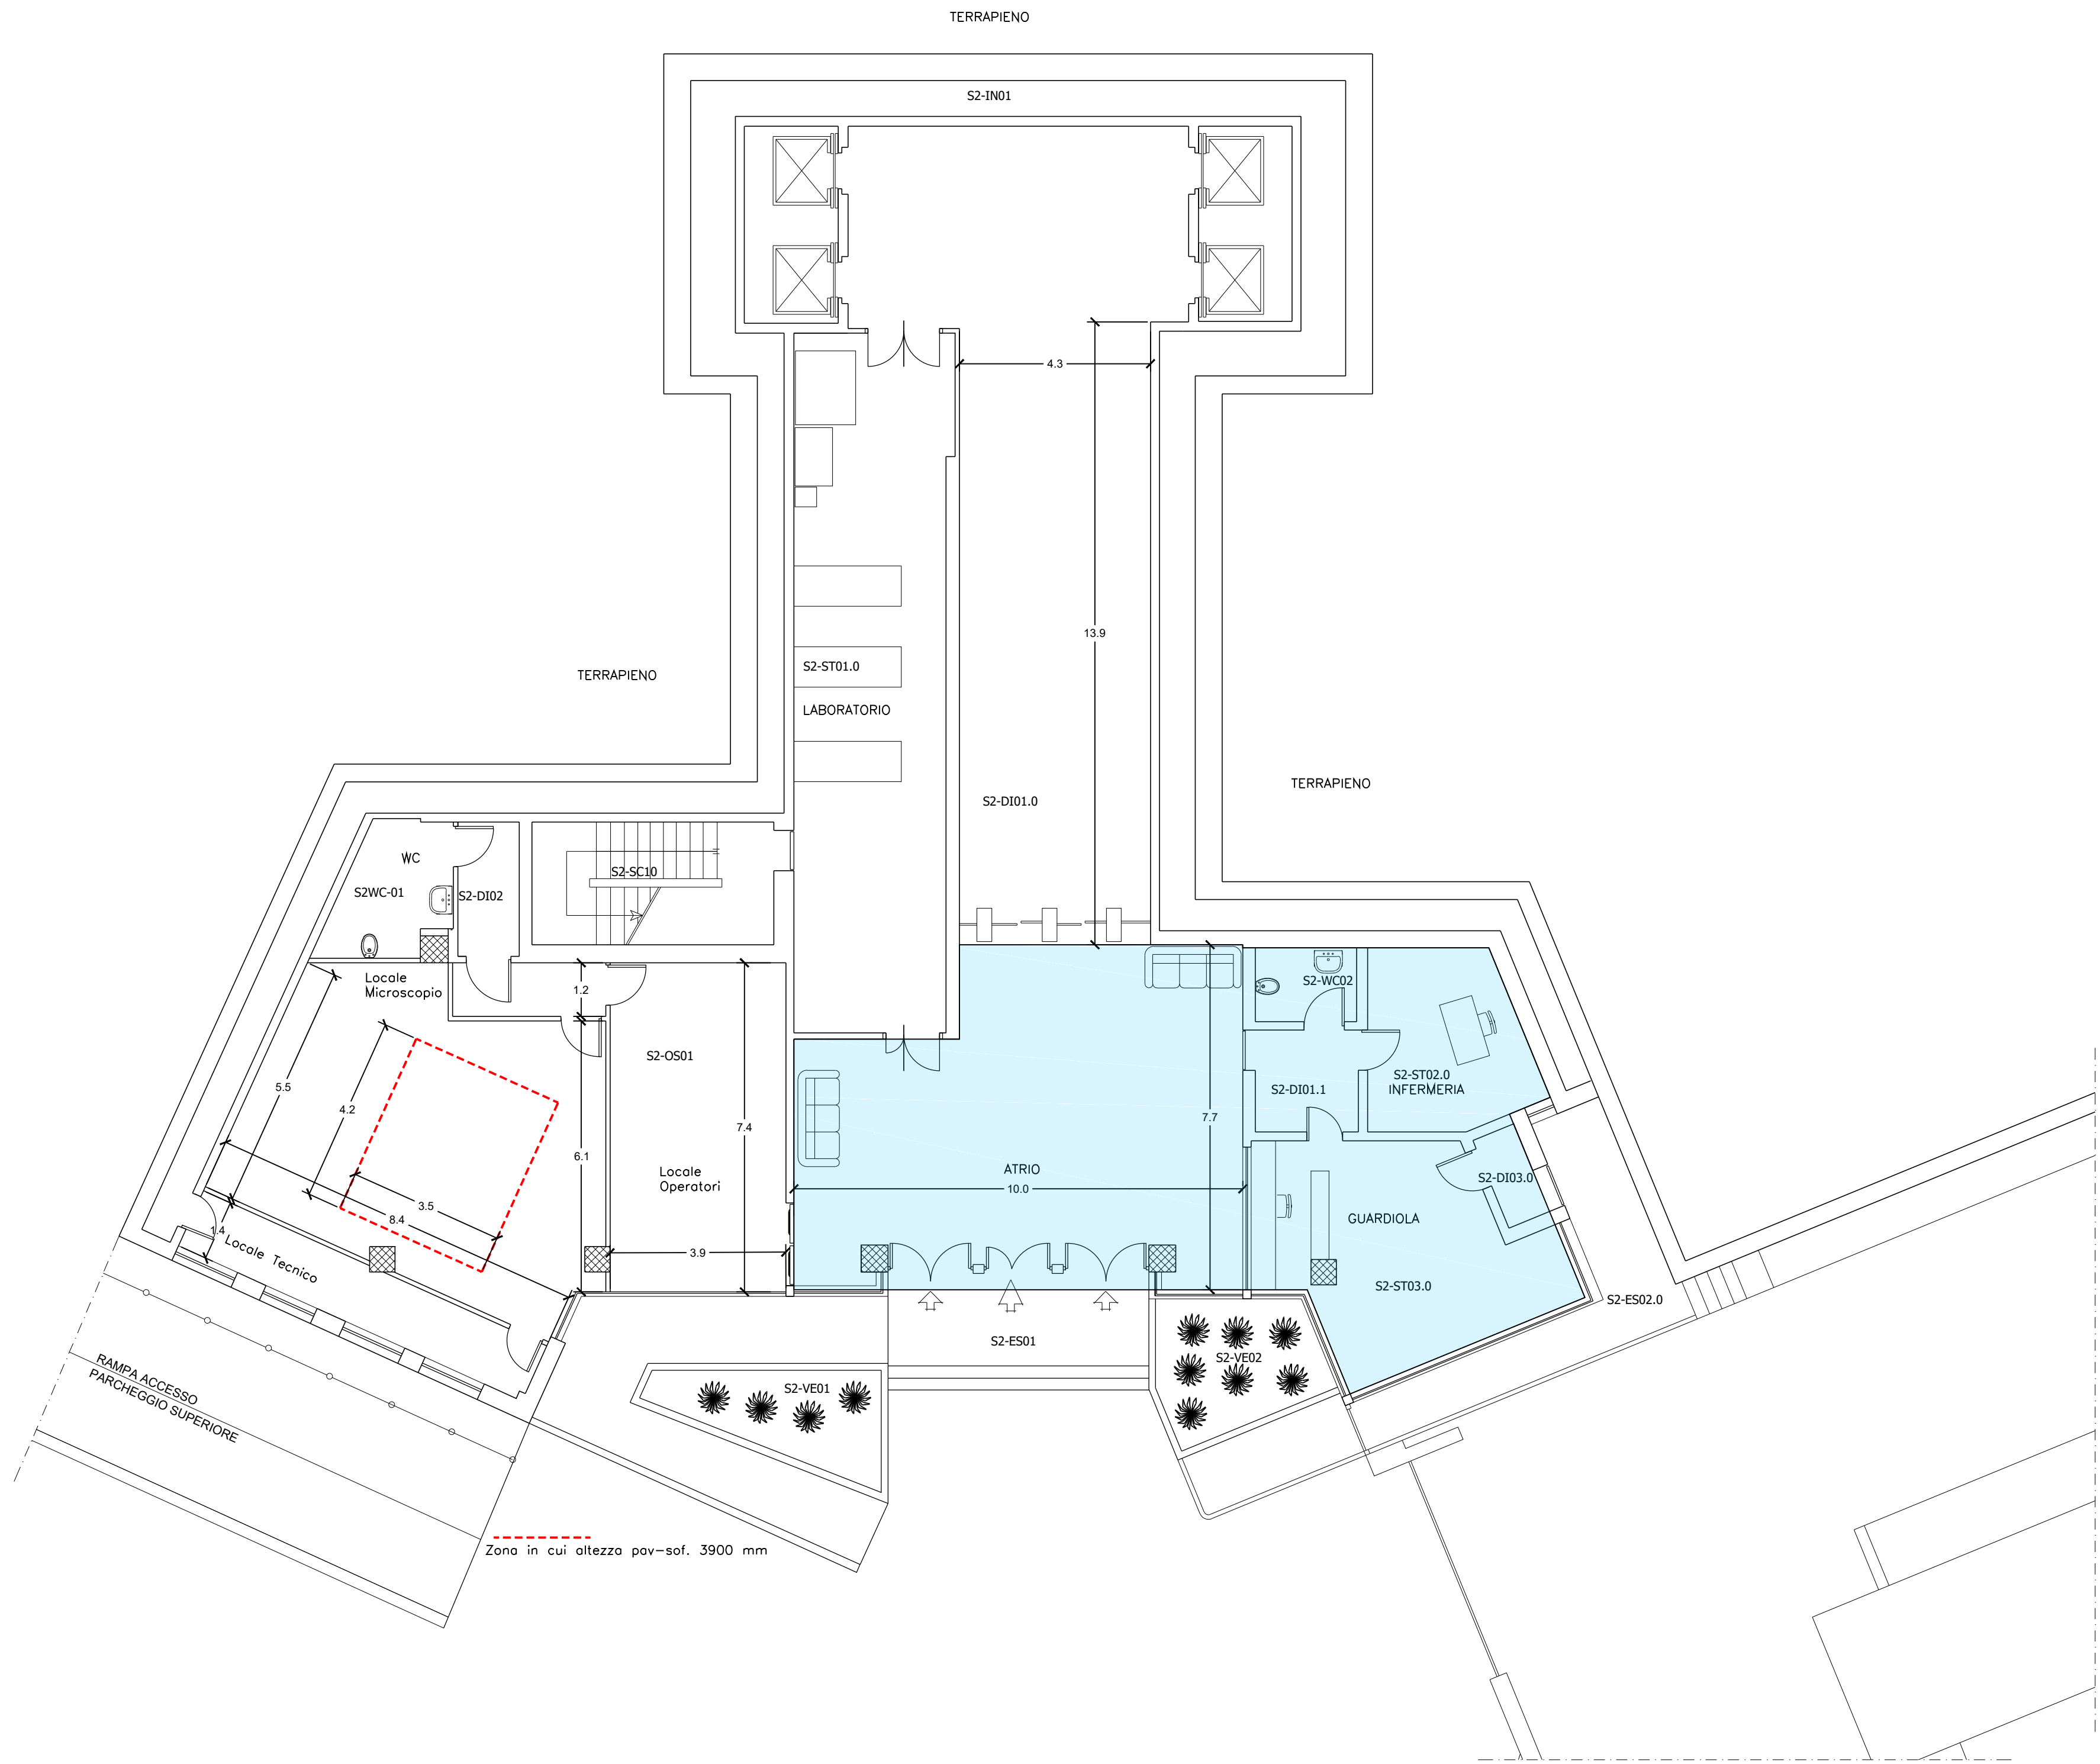 TERRAPIENO
S2-IN01
4.3
13.9
TERRAPIENO
S2-ST01.0
LABORATORIO
TERRAPIENO
S2-DI01.0
WC
S2-SC10
S2WC-01
S2-DI02
Locale
Microscopio
1.2
S2-WC02
S2-OS01
S2-ST02.0
INFERMERIA
S2-DI01.1
5.5
4.2
7.4
7.7
6.1
Locale
Operatori
ATRIO
10.0
S2-DI03.0
3.5
8.4
GUARDIOLA
1.4
Locale Tecnico
3.9
S2-ST03.0
S2-ES02.0
S2-ES01
S2-VE02
S2-VE01
RAMPA ACCESSO
PARCHEGGIO SUPERIORE
Zona in cui altezza pav-sof. 3900 mm